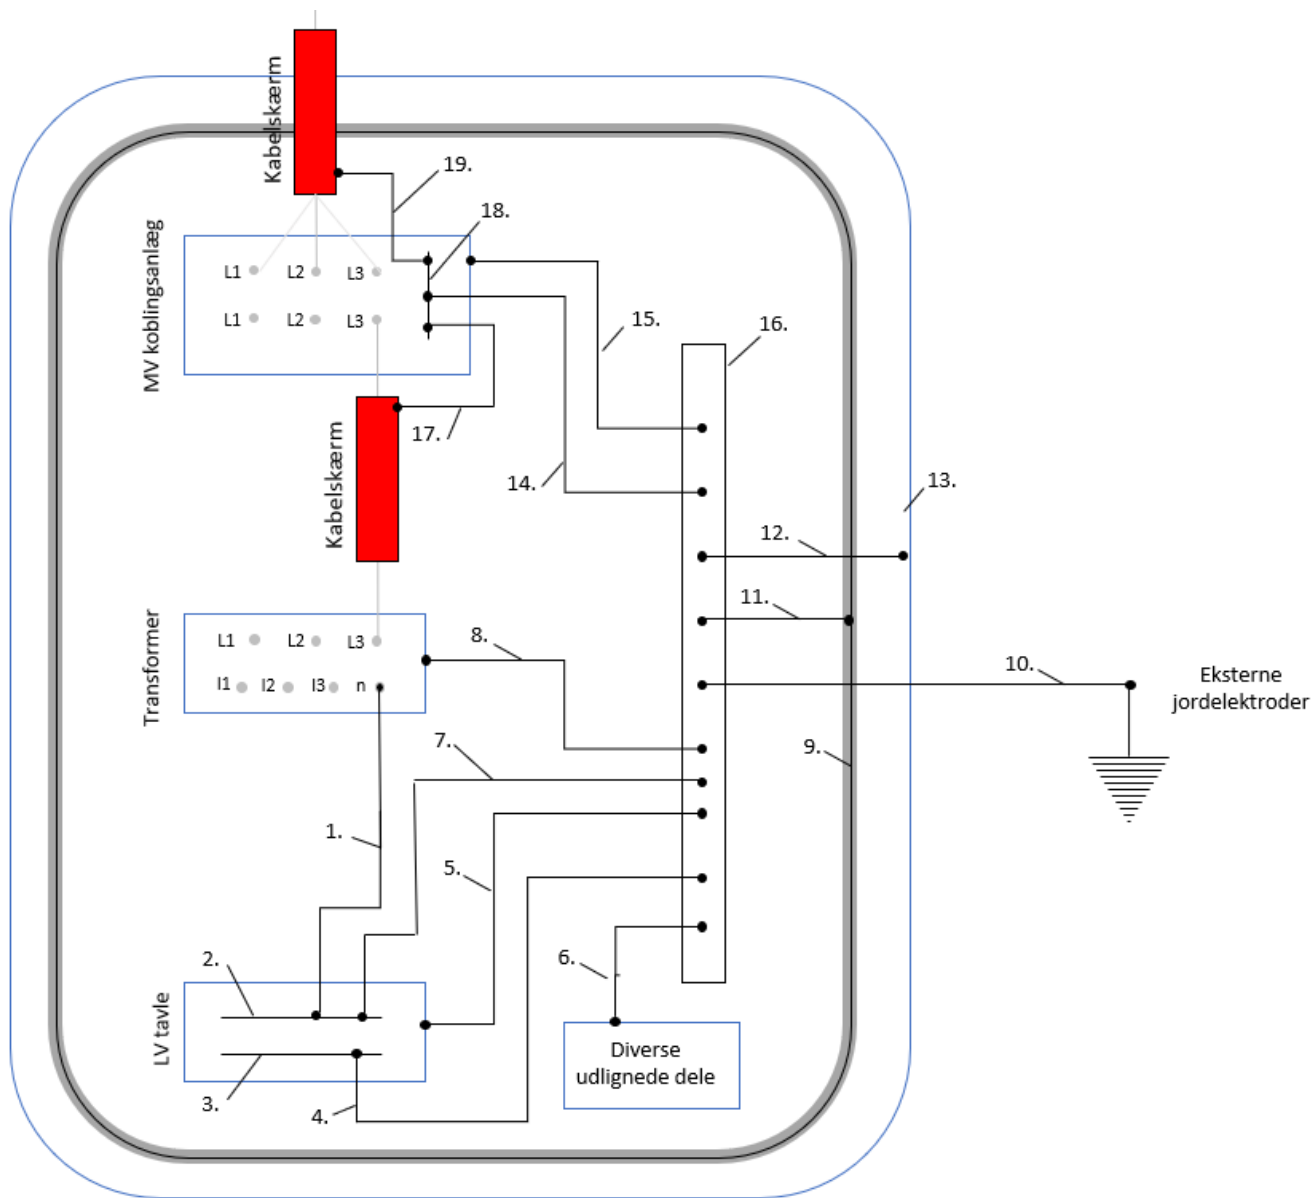 Kabelskærm
19.
18.
MV koblingsanlæg
L1 L2 L3
L1 L2 L3
15.
16.
17.
Kabelskærm
14.
13.
12.
11.
10.
Eksterne
jordelektroder
Transformer
L1 L2 L3
l1 l2 l3 n
8.
7.
9.
1.
5.
2.
6.
LV tavle
3.
4.
Diverse
udlignede dele